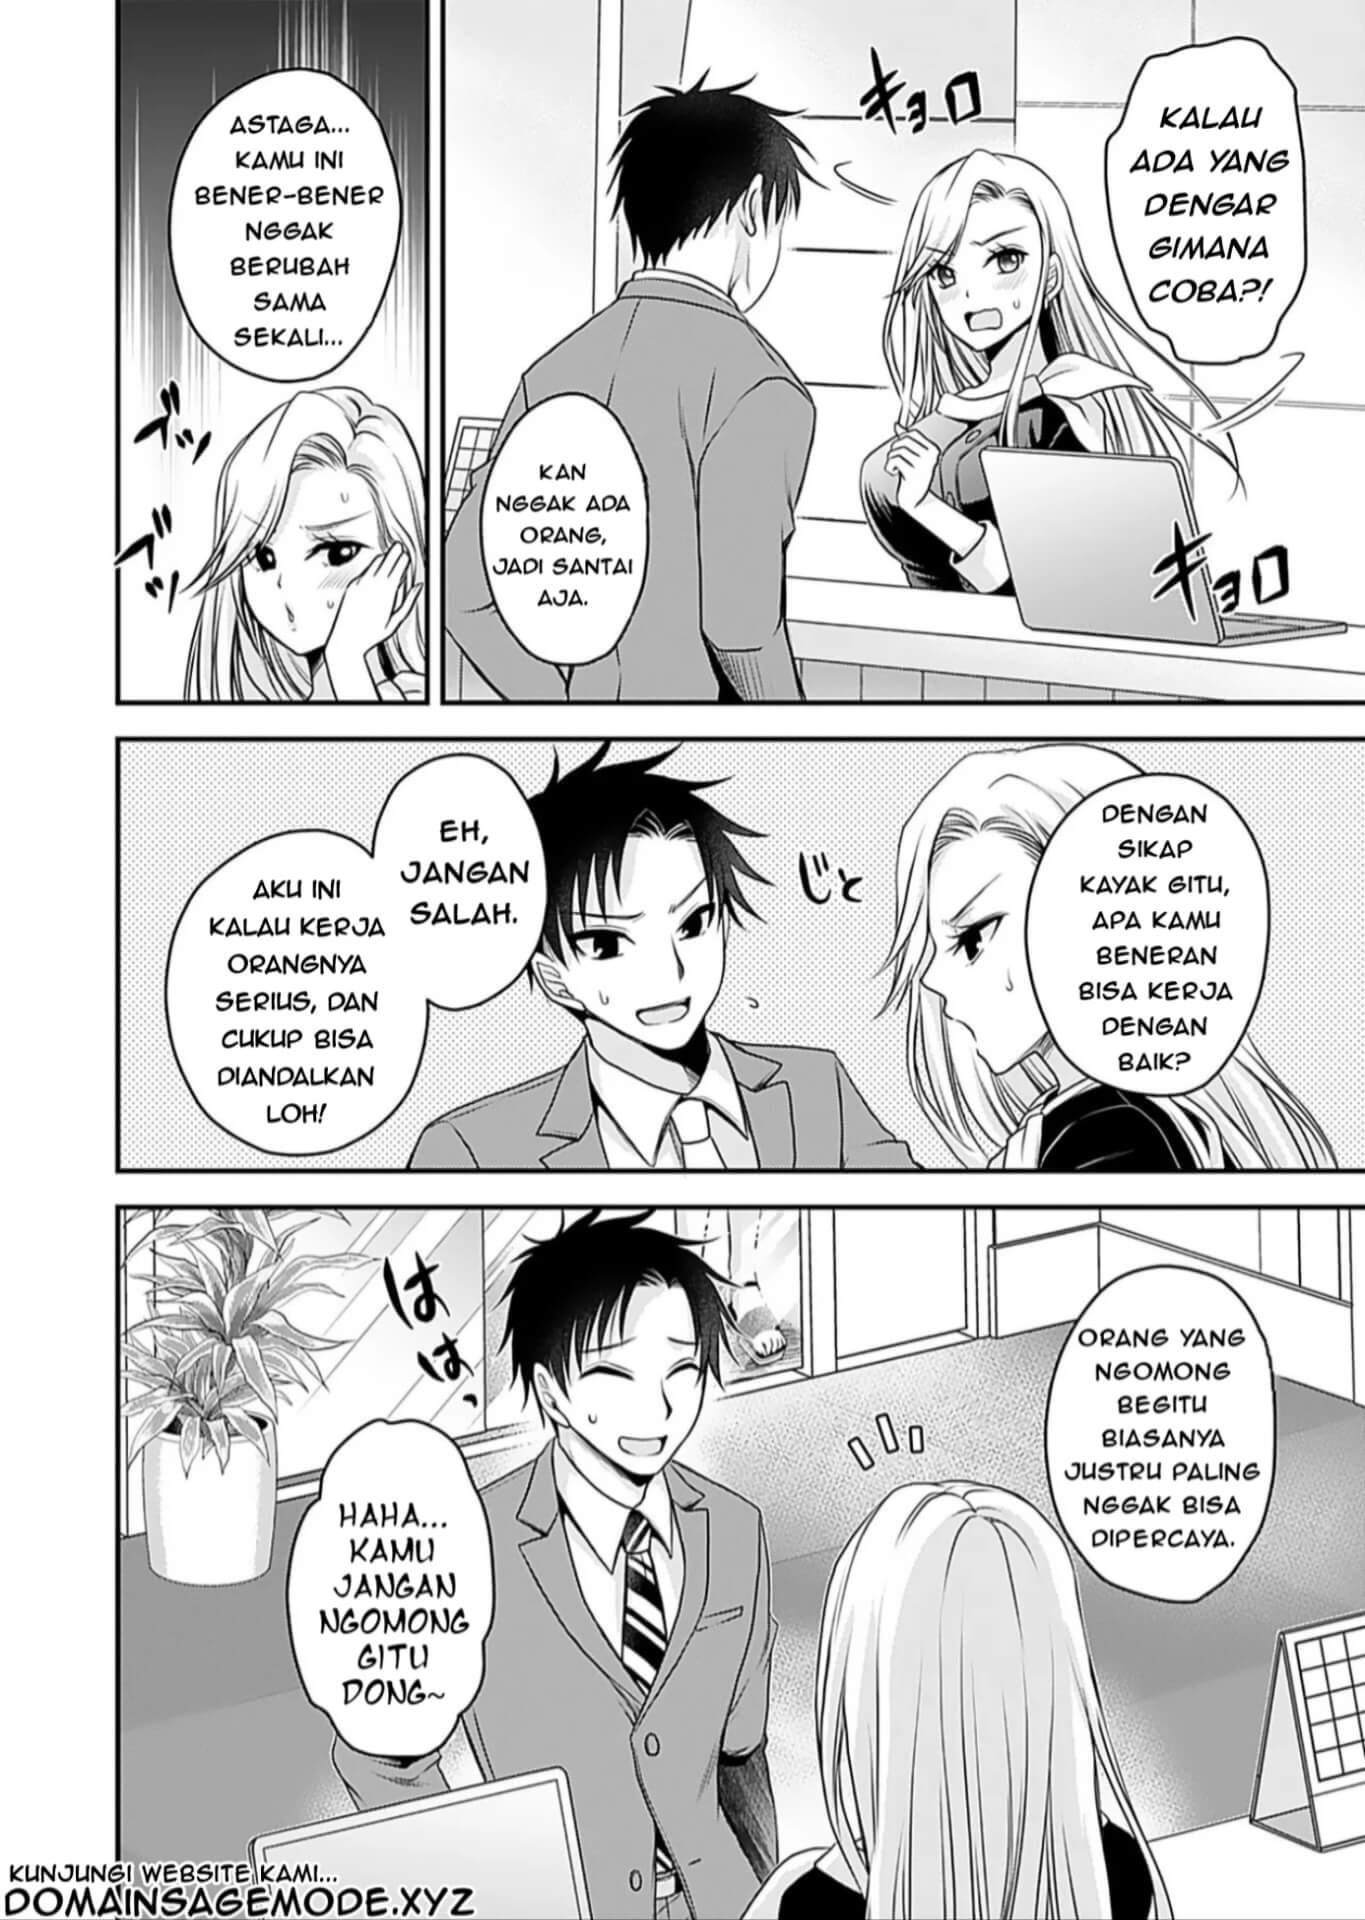 キョロ
KALAU
ADA YANG
DENGAR
GIMANA
COBA?!
KAN
NGGAK ADA
ORANG,
JADI SANTAI
AJA.
キョロ
ASTAGA...
KAMU INI
BENER-BENER
NGGAK
BERUBAH
SAMA
SEKALI...
ブツ
ブツ
DENGAN
SIKAP
KAYAK GITU,
APA KAMU
BENERAN
BISA KERJA
DENGAN
BAIK?
じと
EH,
JANGAN
SALAH.
AKU INI
KALAU KERJA
ORANGNYA
SERIUS, DAN
CUKUP BISA
DIANDALKAN
LOH!
ORANG YANG
NGOMONG
BEGITU
BIASANYA
JUSTRU PALING
NGGAK BISA
DIPERCAYA.
はは、
HAHA...
KAMU
JANGAN
NGOMONG
GITU
DONG~
KUNJUNGI WEBSITE KAMI...
DOMAINSAGEMODE.XYZ